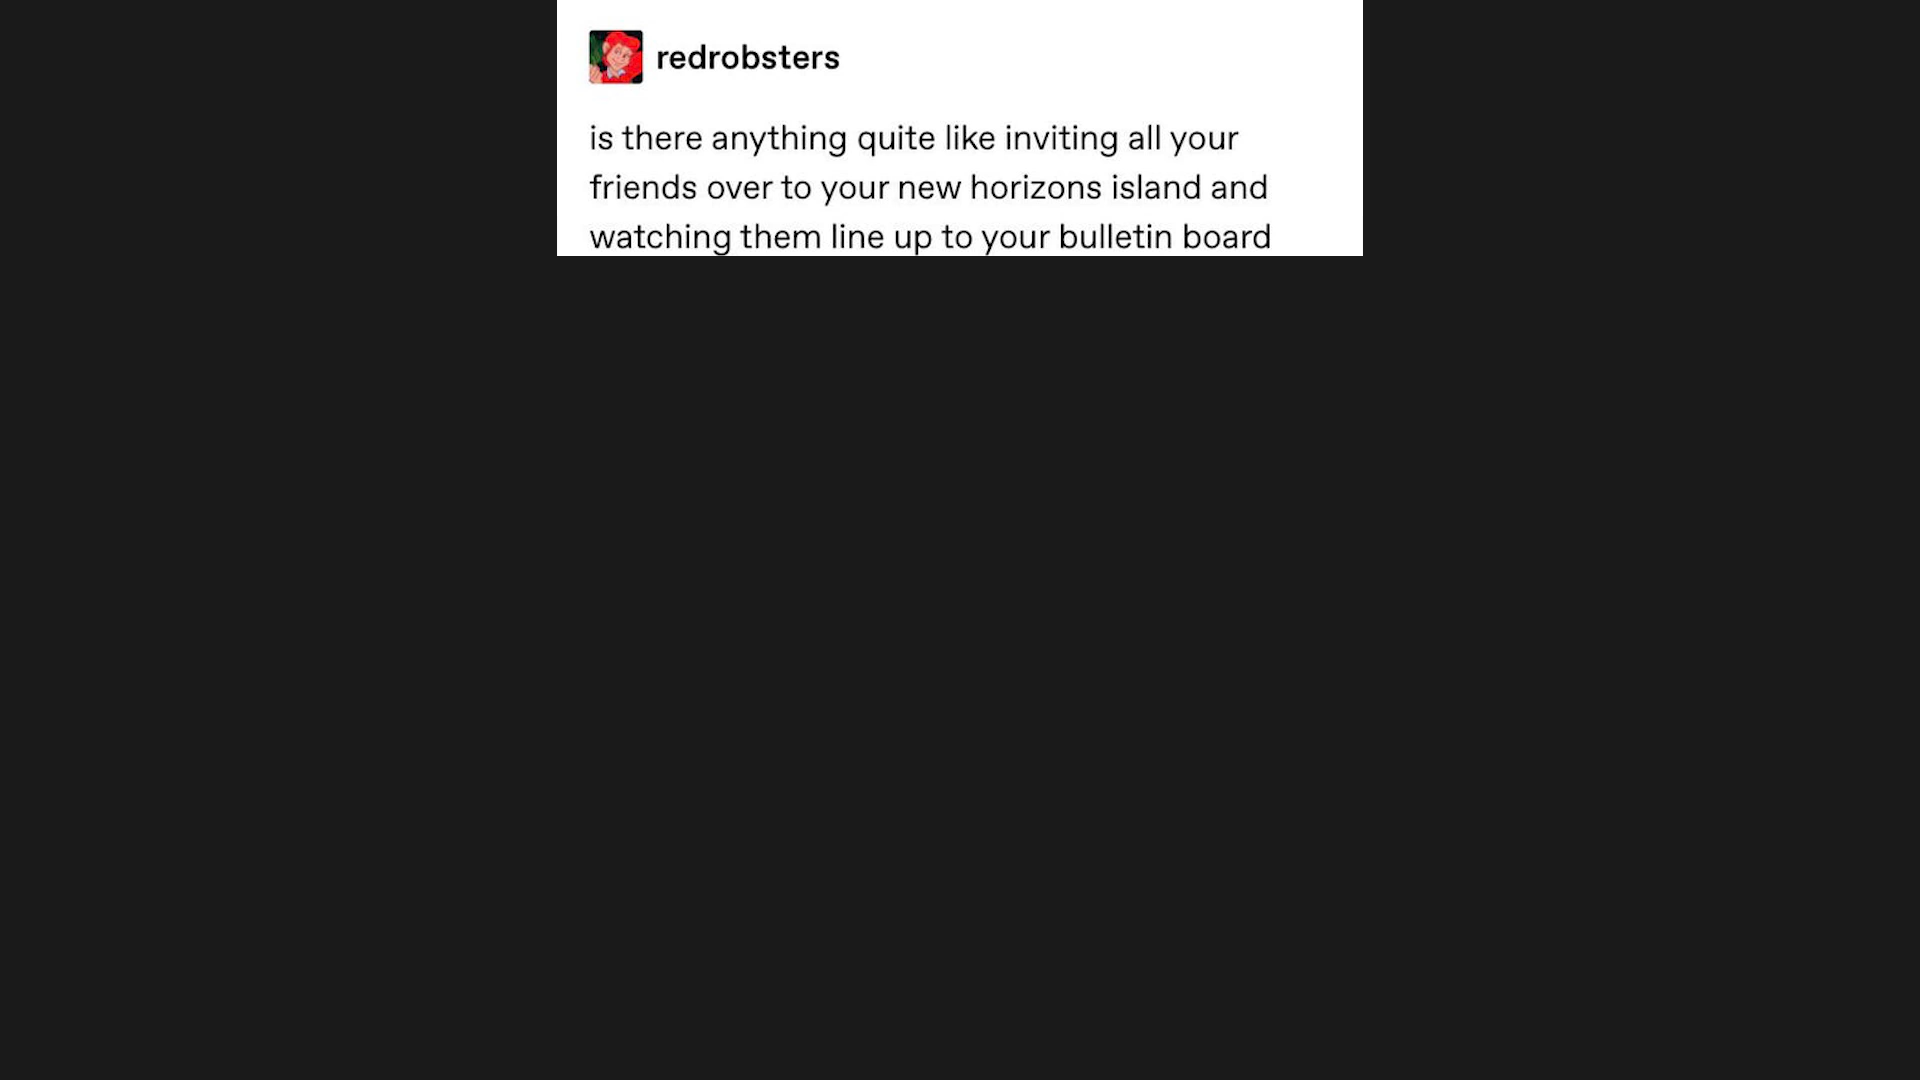 redrobsters
is there anything quite like inviting all your
friends over to your new horizons island and
watching them line up to your bulletin board